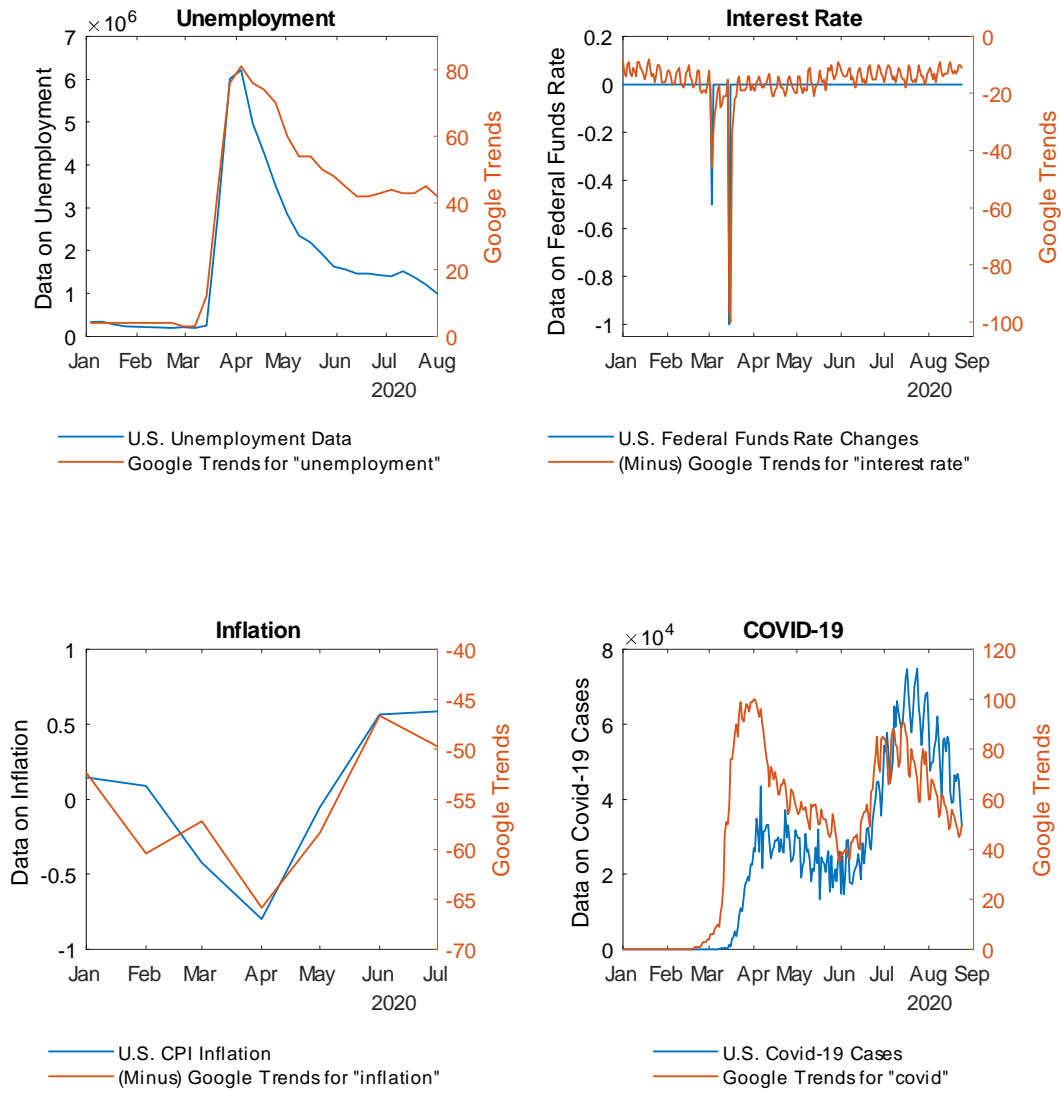 Unemployment
× 10^6
7
6
5
4
3
2
1
0
Data on Unemployment
80
60
40
20
0
Google Trends
Jan Feb Mar Apr May Jun Jul Aug
2020
U.S. Unemployment Data
Google Trends for "unemployment"
Interest Rate
0.2
0
-0.2
-0.4
-0.6
-0.8
-1
Data on Federal Funds Rate
0
-20
-40
-60
-80
-100
Google Trends
Jan Feb Mar Apr May Jun Jul Aug Sep
2020
U.S. Federal Funds Rate Changes
(Minus) Google Trends for "interest rate"
Inflation
1
0.5
0
-0.5
-1
Data on Inflation
-40
-45
-50
-55
-60
-65
-70
Google Trends
Jan Feb Mar Apr May Jun Jul
2020
U.S. CPI Inflation
(Minus) Google Trends for "inflation"
COVID-19
× 10^4
8
6
4
2
0
Data on Covid-19 Cases
120
100
80
60
40
20
0
Google Trends
Jan Feb Mar Apr May Jun Jul Aug Sep
2020
U.S. Covid-19 Cases
Google Trends for "covid"